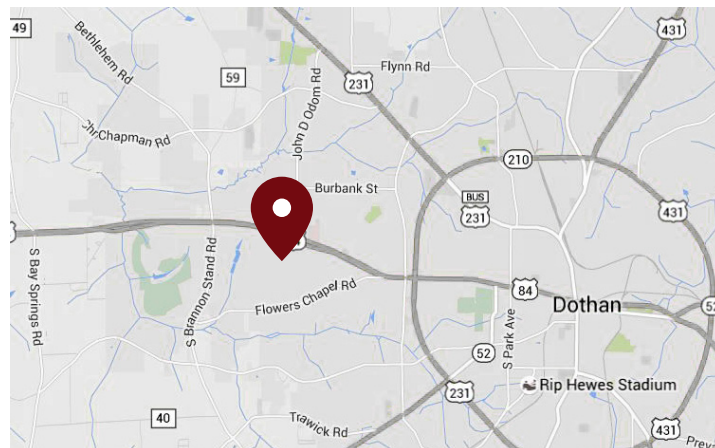 49
Bethlehem Rd
59
231
Flynn Rd
431
John D Odom Rd
Chapman Rd
210
Burbank St
BUS
231
431
S Bay Springs Rd
S Brannon Stand Rd
Flowers Chapel Rd
84
Dothan
52
S Park Ave
52
Rip Hewes Stadium
231
40
Trawick Rd
431